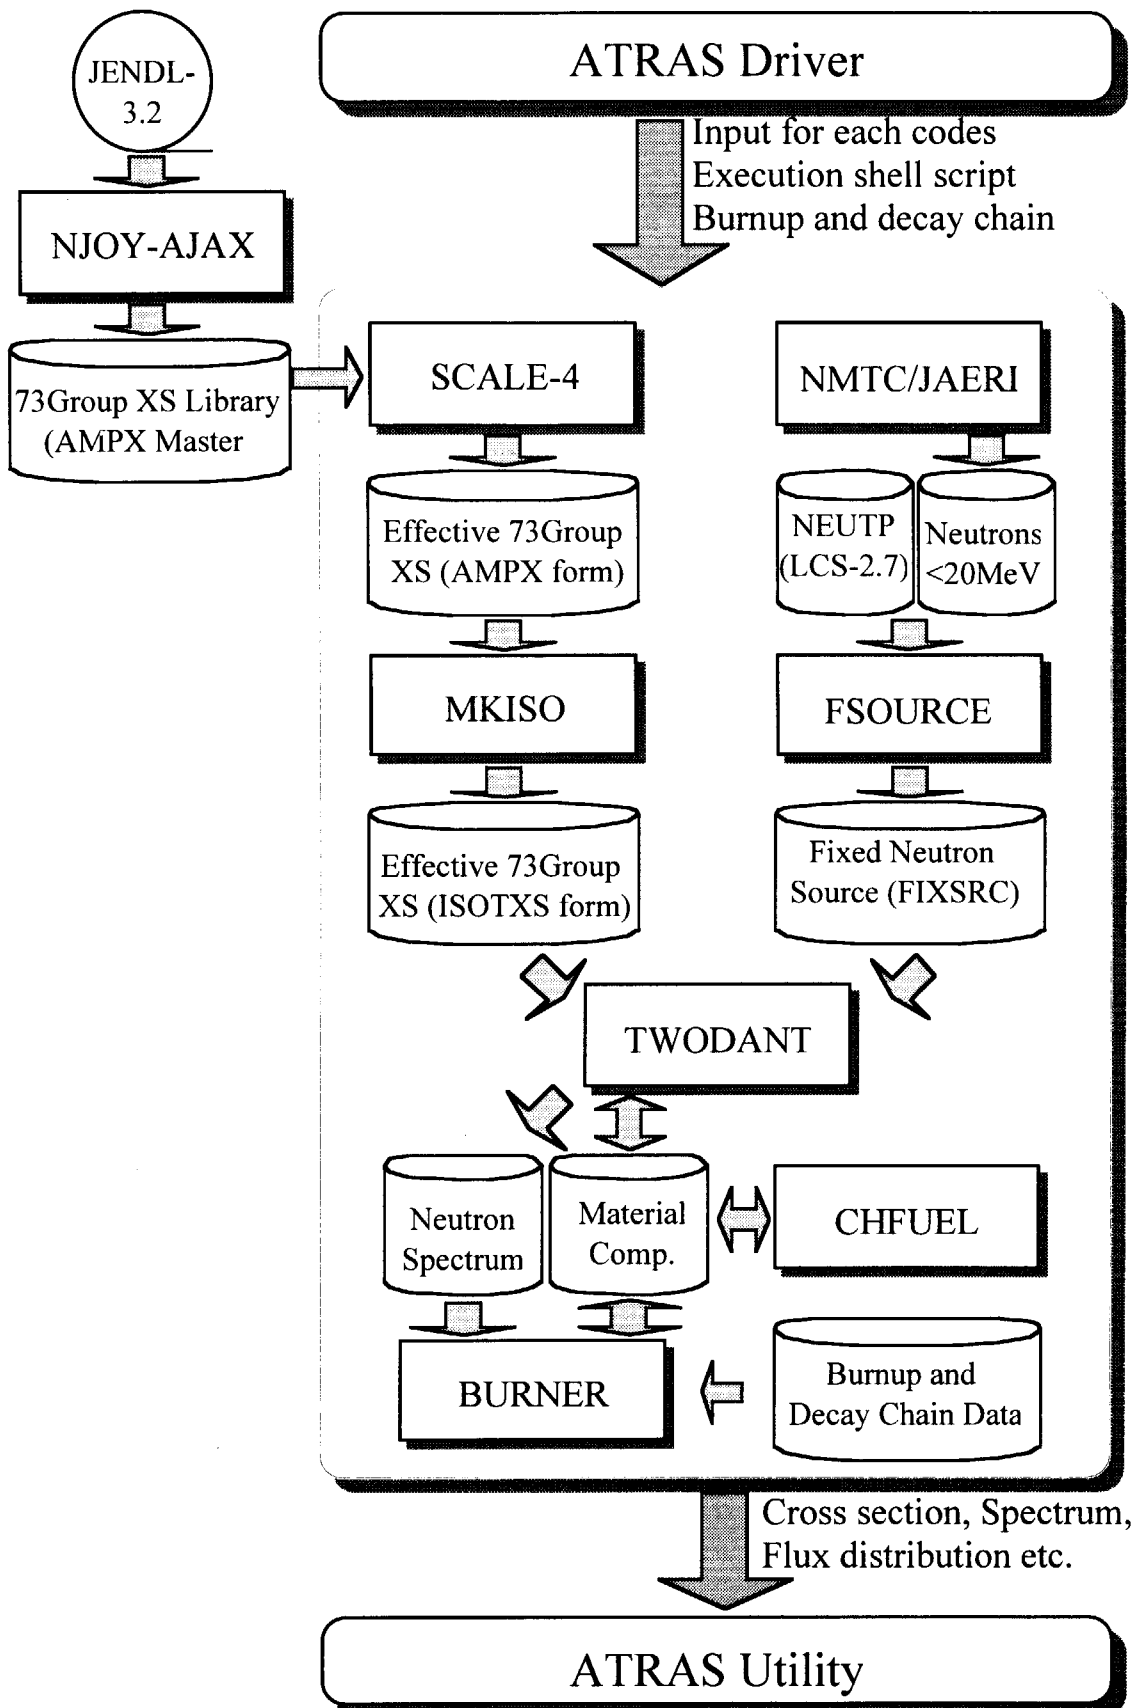 JENDL-
3.2
ATRAS Driver
Input for each codes
Execution shell script
Burnup and decay chain
NJOY-AJAX
73Group XS Library
(AMPX Master
SCALE-4
NMTC/JAERI
Effective 73Group
XS (AMPX form)
NEUTP
(LCS-2.7)
Neutrons
<20MeV
MKISO
FSOURCE
Effective 73Group
XS (ISOTXS form)
Fixed Neutron
Source (FIXSRC)
TWODANT
Neutron
Spectrum
Material
Comp.
CHFUEL
BURNER
Burnup and
Decay Chain Data
Cross section, Spectrum,
Flux distribution etc.
ATRAS Utility